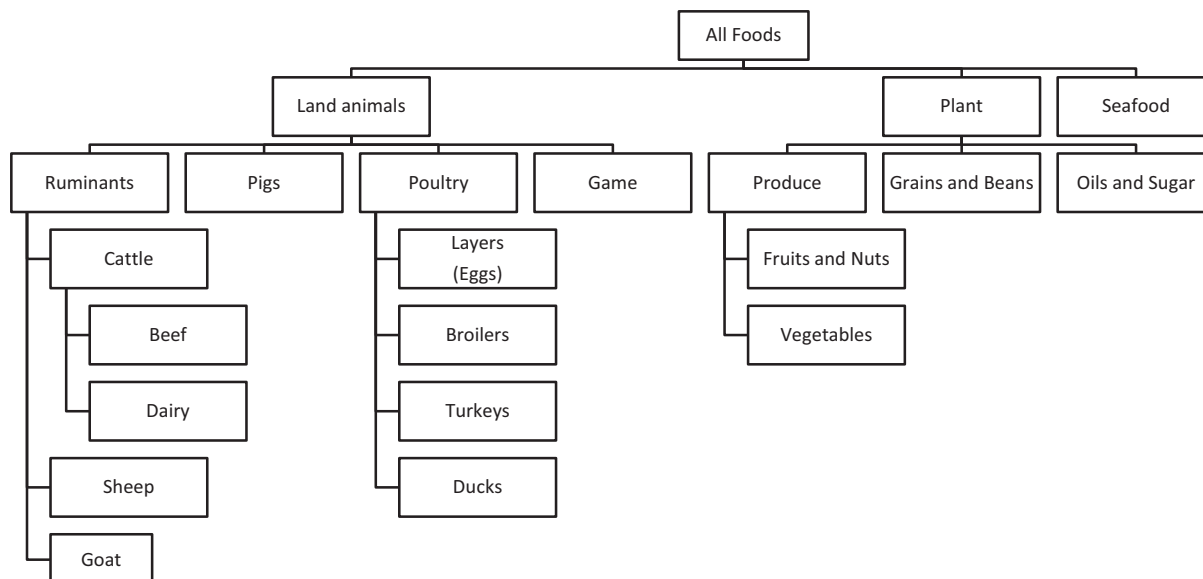 All Foods
Land animals
Plant
Seafood
Ruminants
Pigs
Poultry
Game
Produce
Grains and Beans
Oils and Sugar
Cattle
Layers
(Eggs)
Fruits and Nuts
Beef
Broilers
Vegetables
Dairy
Turkeys
Sheep
Ducks
Goat